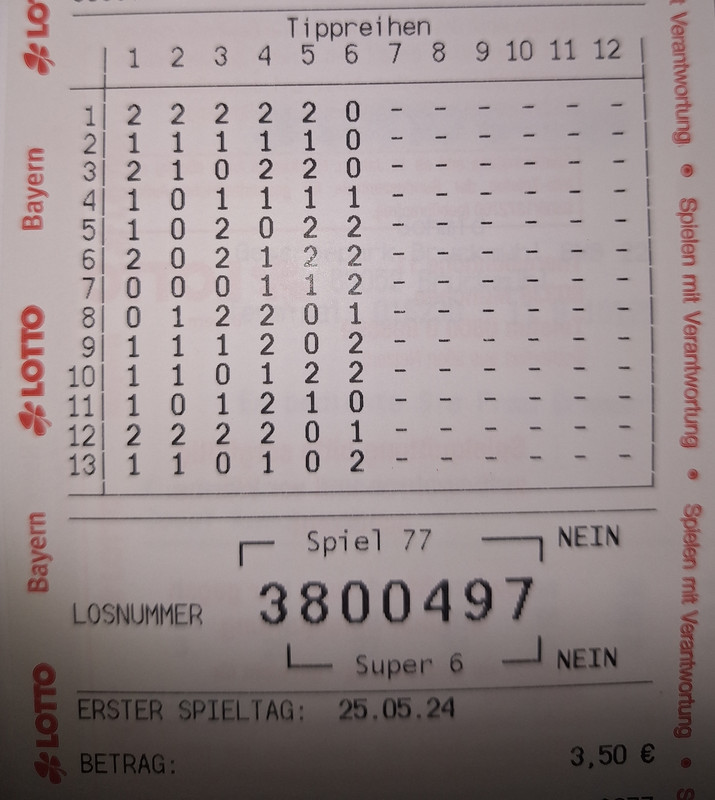 Tippreihen
1 2 3 4 5 6 7 8 9 10 11 12
1 2 2 2 2 2 0 - - - - - -
2 1 1 1 1 1 0 - - - - - -
3 2 1 0 2 2 0 - - - - - -
4 1 0 1 1 1 1 - - - - - -
5 1 0 2 0 2 2 - - - - - -
6 2 0 2 2 2 - - - - - -
7 0 0 0 1 1 2 - - - - - -
8 0 1 2 2 0 1 - - - - - -
9 1 1 1 2 0 2 - - - - - -
10 1 1 0 1 2 2 - - - - - -
11 1 0 1 2 1 0 - - - - - -
12 2 2 2 2 0 1 - - - - - -
13 1 1 0 1 0 2 - - - - - -
Spiel 77 NEIN
LOSNUMMER 3800497
Super 6 NEIN
ERSTER SPIELTAG: 25.05.24
BETRAG: 3,50 €
LOTTO Bayern LOTTO Bayern LOTTO
t Verantwortung. • Spielen mit Verantwortung • Spielen mit Verantwortung • S